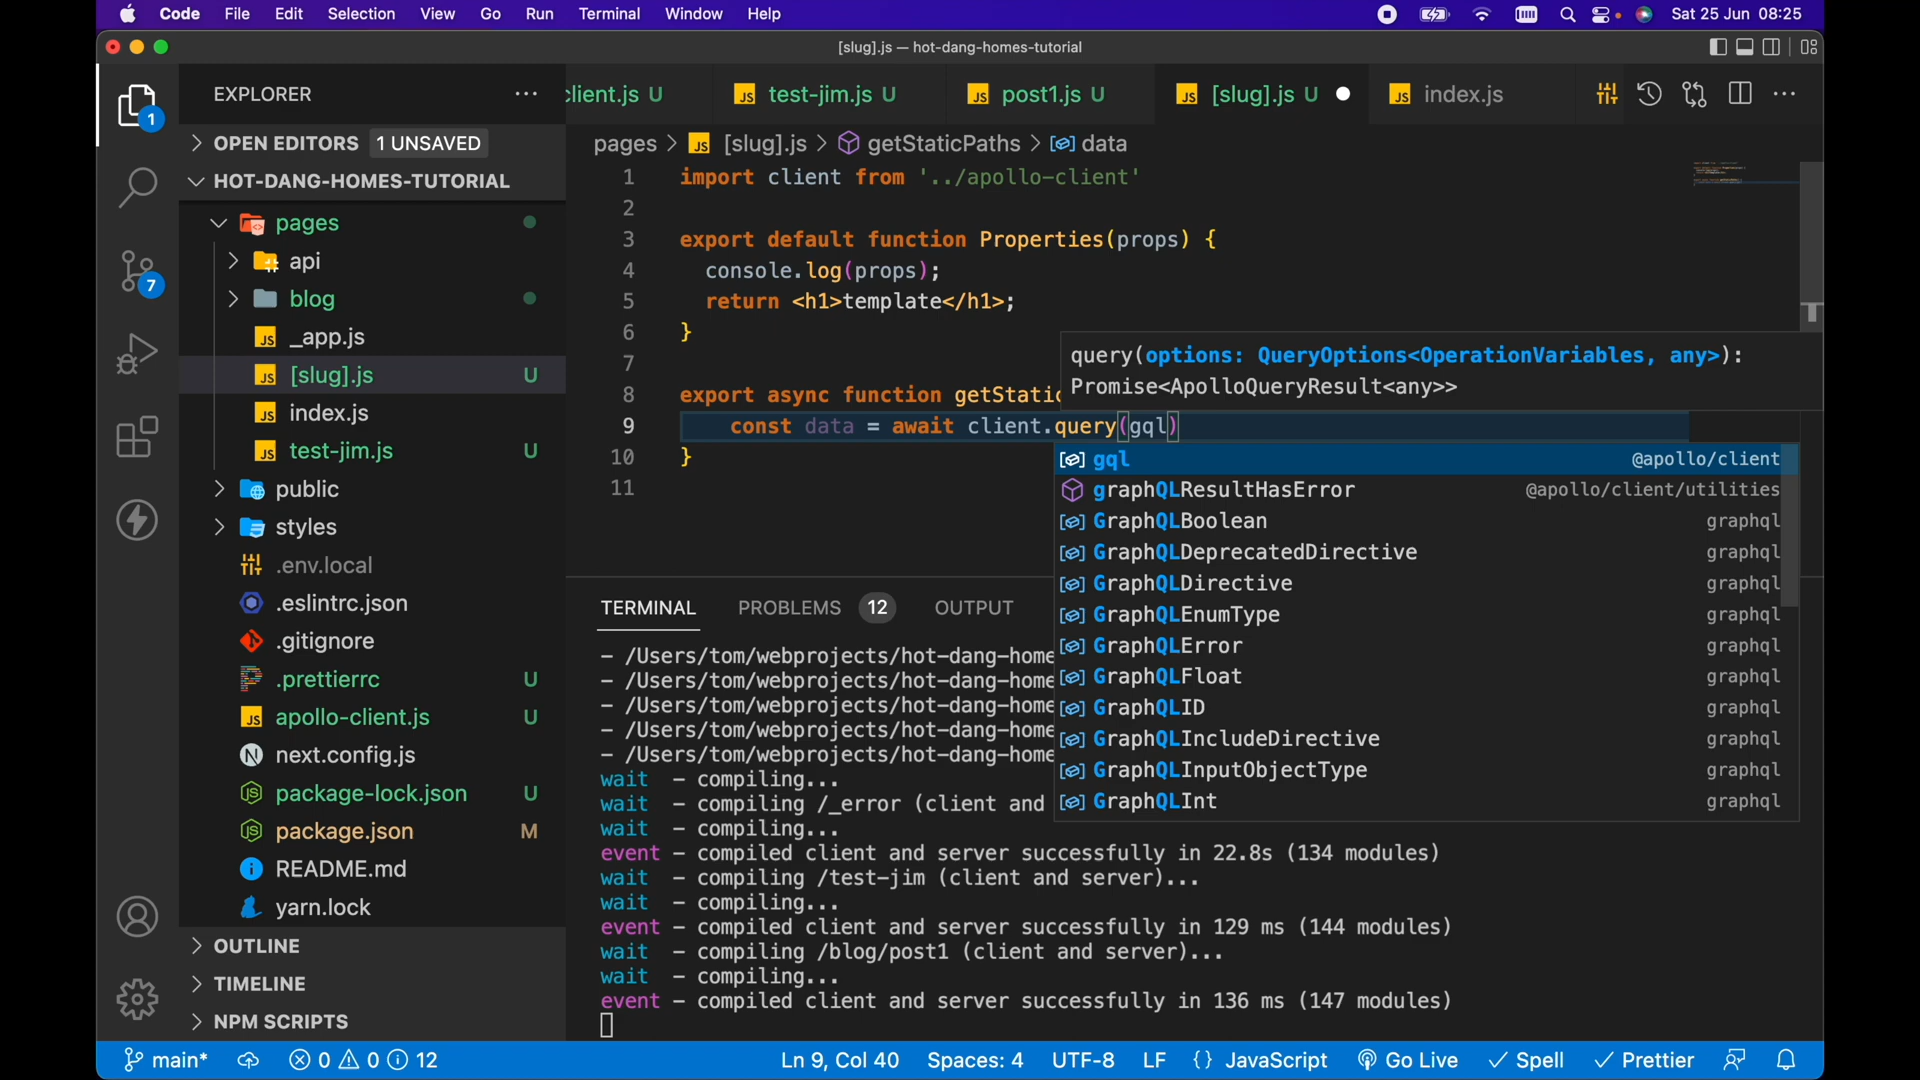 Code File Edit Selection View Go Run Terminal Window Help Sat 25 Jun 08:25
[slug].js — hot-dang-homes-tutorial
EXPLORER
lient.js U test-jim.js U post1.js U [slug].js U index.js
OPEN EDITORS 1 UNSAVED
HOT-DANG-HOMES-TUTORIAL
pages
api
blog
_app.js
[slug].js U
index.js
test-jim.js U
public
styles
.env.local
.eslintrc.json
.gitignore
.prettierrc U
apollo-client.js U
next.config.js
package-lock.json U
package.json M
README.md
yarn.lock
OUTLINE
TIMELINE
NPM SCRIPTS
1
7
pages > JS [slug].js > getStaticPaths > data
1 import client from '../apollo-client'
2
3 export default function Properties(props) {
4 console.log(props);
5 return <h1>template</h1>;
6 }
7
8 export async function getStatic
9 const data = await client.query(gql)
10 }
11
query(options: QueryOptions<OperationVariables, any>):
Promise<ApolloQueryResult<any>>
gql @apollo/client
graphQLResultHasError @apollo/client/utilities
GraphQLBoolean graphql
GraphQLDeprecatedDirective graphql
GraphQLDirective graphql
GraphQLEnumType graphql
GraphQLError graphql
GraphQLFloat graphql
GraphQLID graphql
GraphQLIncludeDirective graphql
GraphQLInputObjectType graphql
GraphQLInt graphql
TERMINAL PROBLEMS 12 OUTPUT
- /Users/tom/webprojects/hot-dang-home
- /Users/tom/webprojects/hot-dang-home
- /Users/tom/webprojects/hot-dang-home
- /Users/tom/webprojects/hot-dang-home
- /Users/tom/webprojects/hot-dang-home
wait - compiling...
wait - compiling /_error (client and
wait - compiling...
event - compiled client and server successfully in 22.8s (134 modules)
wait - compiling /test-jim (client and server)...
wait - compiling...
event - compiled client and server successfully in 129 ms (144 modules)
wait - compiling /blog/post1 (client and server)...
wait - compiling...
event - compiled client and server successfully in 136 ms (147 modules)
main* 0 0 12 Ln 9, Col 40 Spaces: 4 UTF-8 LF {} JavaScript Go Live Spell Prettier